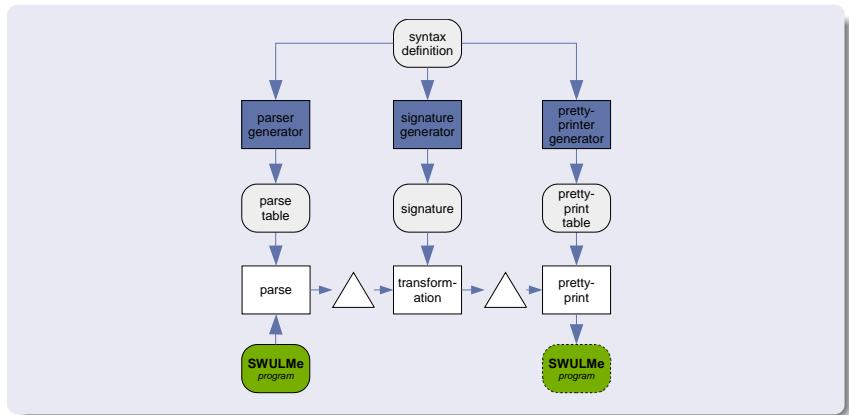 syntax
definition
parser
generator
signature
generator
pretty-
printer
generator
parse
table
signature
pretty-
print
table
parse
transform-
ation
pretty-
print
SWULMe
program
SWULMe
program